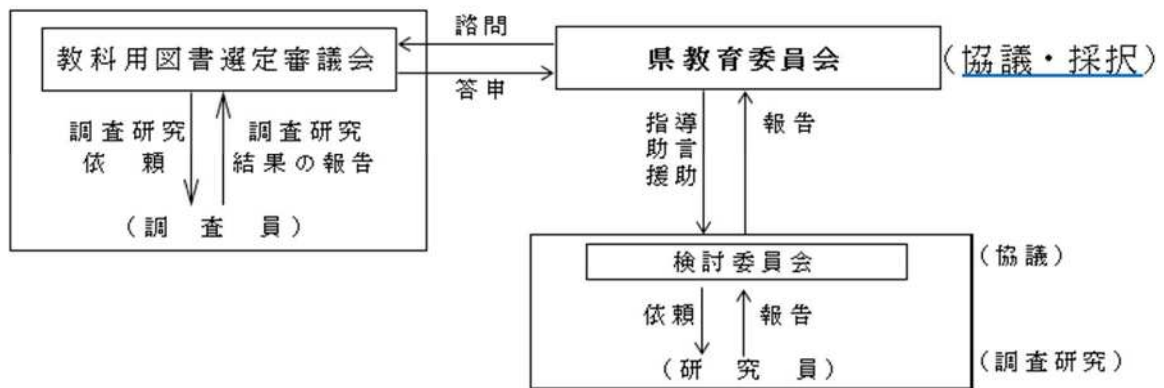 諮問
教科用図書選定審議会
県教育委員会
(協議・採択)
答申
調査研究
依頼
調査研究
結果の報告
指導
助言
援助
報告
(調査員)
検討委員会
(協議)
依頼
報告
(研究員)
(調査研究)